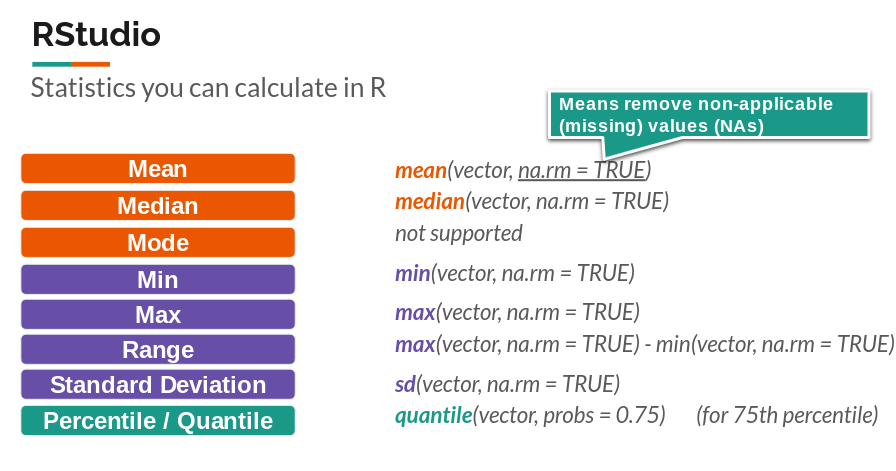 RStudio
Statistics you can calculate in R
Means remove non-applicable
(missing) values (NAs)
Mean mean(vector, na.rm = TRUE)
Median median(vector, na.rm = TRUE)
Mode not supported
Min min(vector, na.rm = TRUE)
Max max(vector, na.rm = TRUE)
Range max(vector, na.rm = TRUE) - min(vector, na.rm = TRUE)
Standard Deviation sd(vector, na.rm = TRUE)
Percentile / Quantile quantile(vector, probs = 0.75) (for 75th percentile)